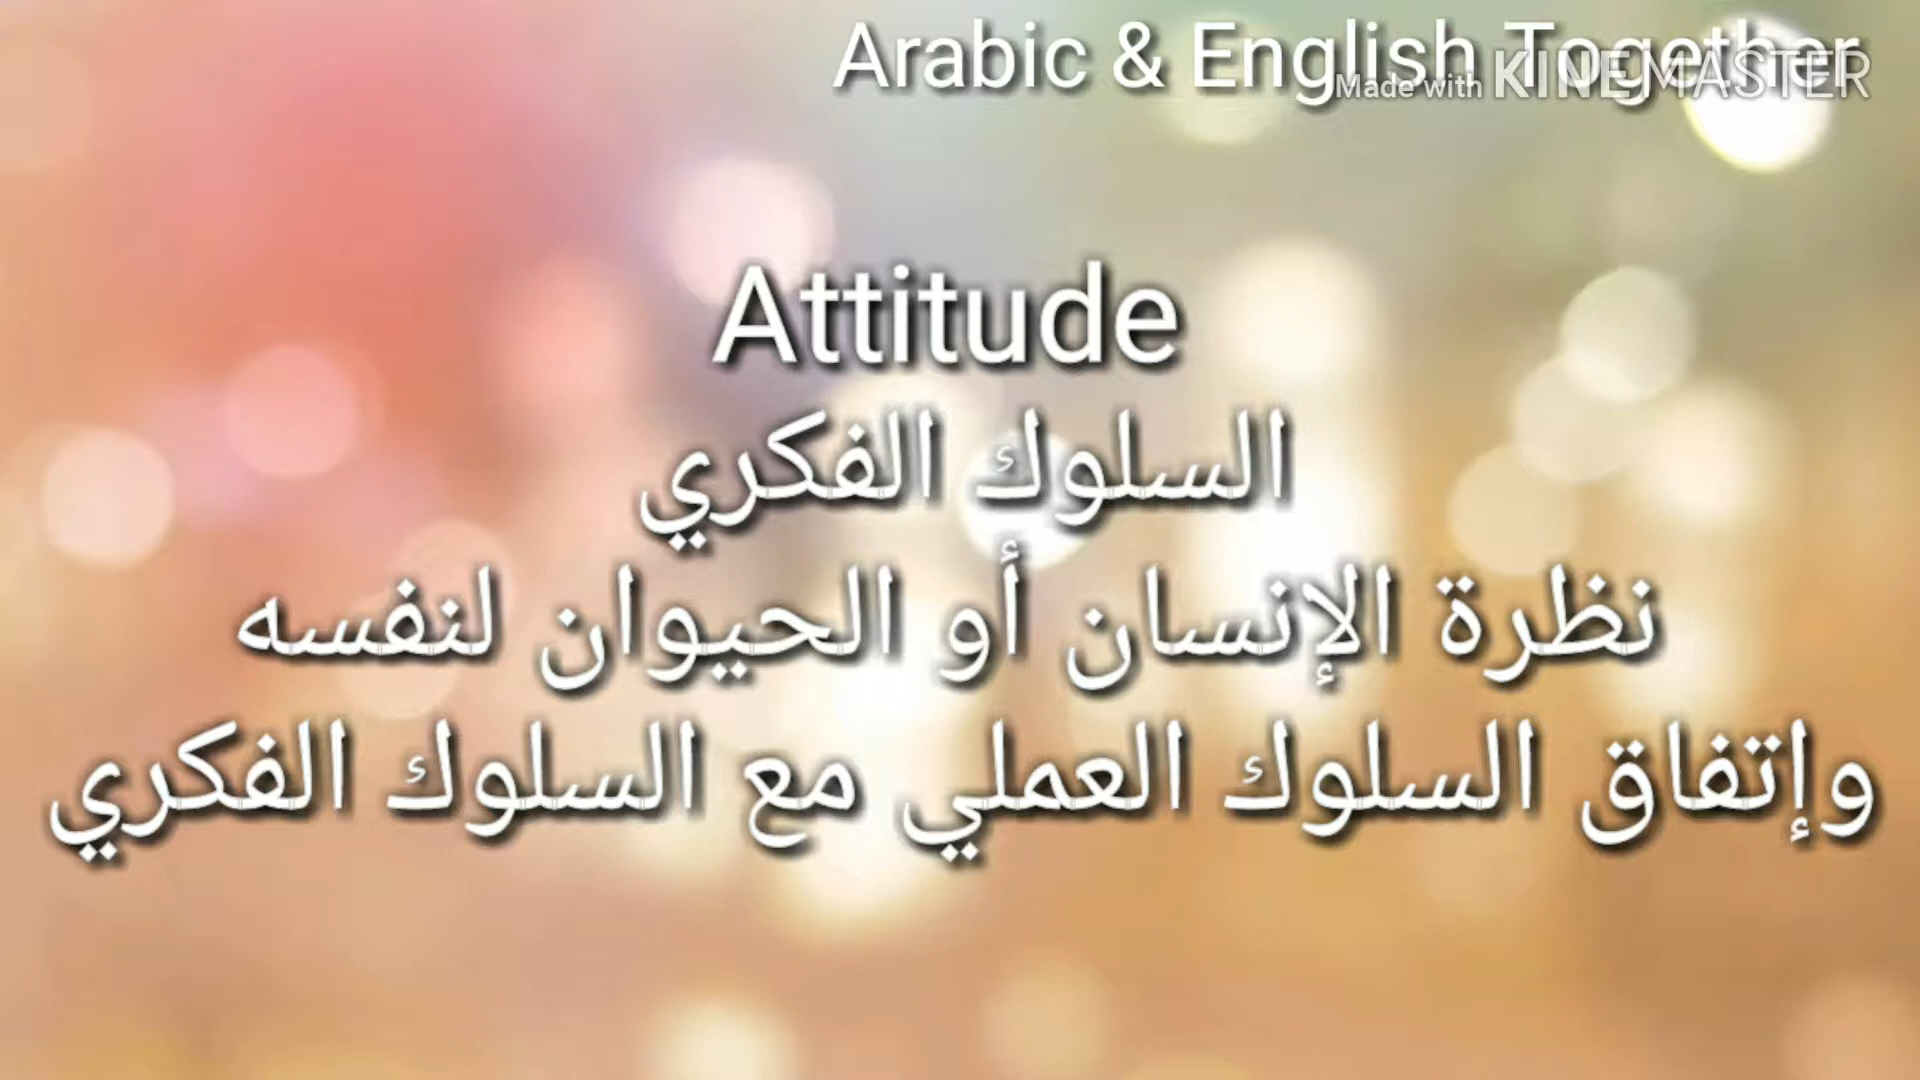 Arabic & English Together
Made with KINEMASTER
Attitude
السلوك الفكري
نظرة الإنسان أو الحيوان لنفسه
وإتفاق السلوك العملي مع السلوك الفكري